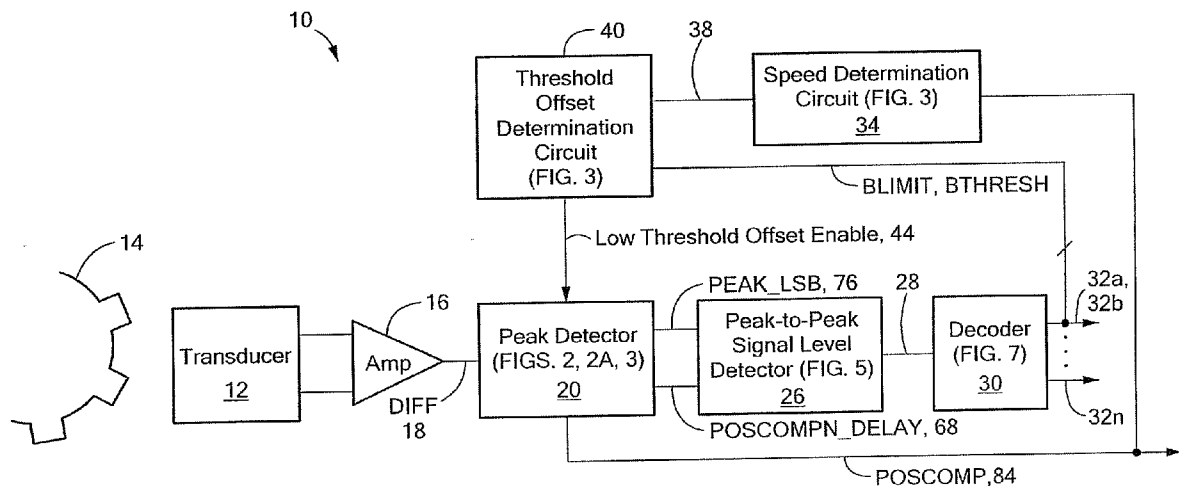 10
40
38
Threshold
Offset
Determination
Circuit
(FIG. 3)
Speed Determination
Circuit (FIG. 3)
34
BLIMIT, BTHRESH
Low Threshold Offset Enable, 44
14
16
Transducer
12
Amp
DIFF
18
Peak Detector
(FIGS. 2, 2A, 3)
20
PEAK_LSB, 76
POSCOMPN_DELAY, 68
Peak-to-Peak
Signal Level
Detector (FIG. 5)
26
28
Decoder
(FIG. 7)
30
32a,
32b
32n
POSCOMP,84